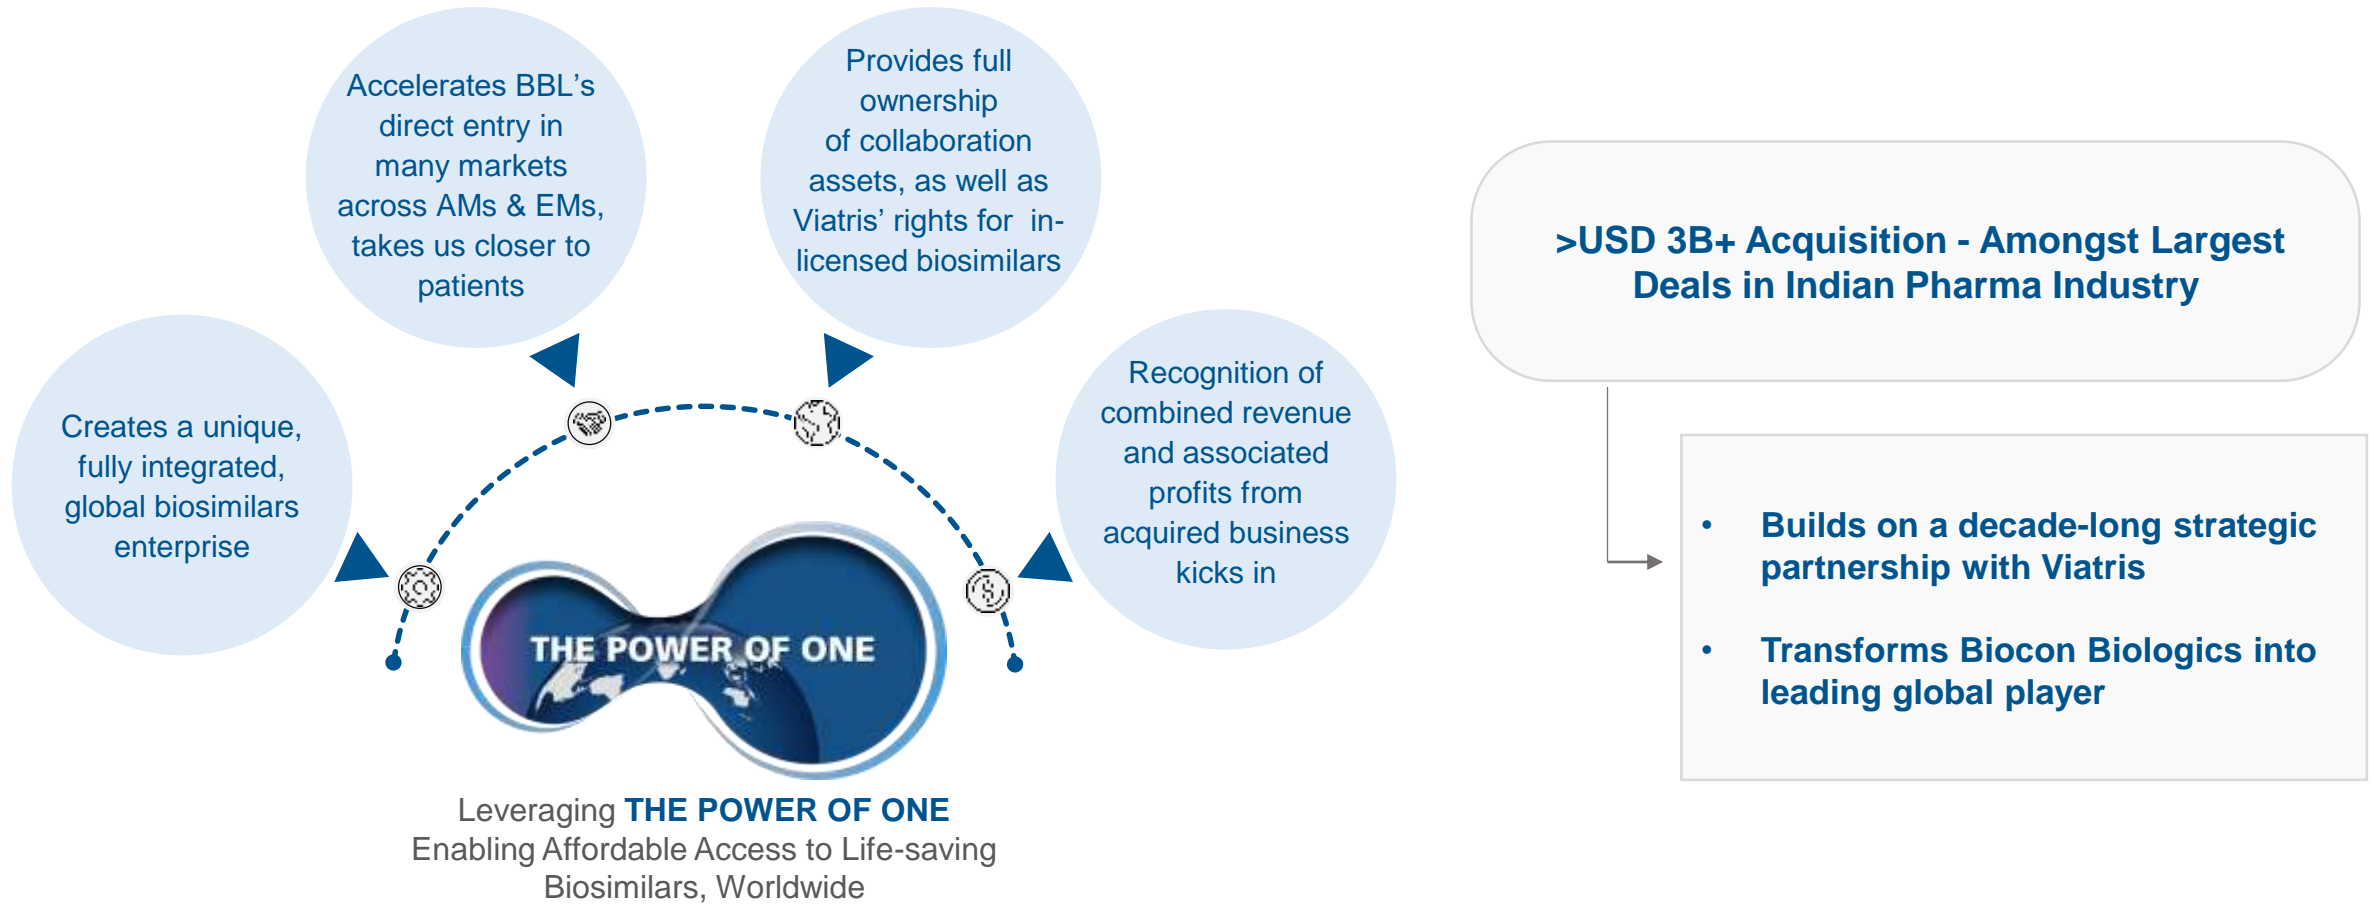 Creates a unique,
fully integrated,
global biosimilars
enterprise
Accelerates BBL’s
direct entry in
many markets
across AMs & EMs,
takes us closer to
patients
Provides full
ownership
of collaboration
assets, as well as
Viatris’ rights for in-
licensed biosimilars
Recognition of
combined revenue
and associated
profits from
acquired business
kicks in
$
THE POWER OF ONE
Leveraging THE POWER OF ONE
Enabling Affordable Access to Life-saving
Biosimilars, Worldwide
>USD 3B+ Acquisition - Amongst Largest
Deals in Indian Pharma Industry
• Builds on a decade-long strategic
partnership with Viatris
• Transforms Biocon Biologics into
leading global player